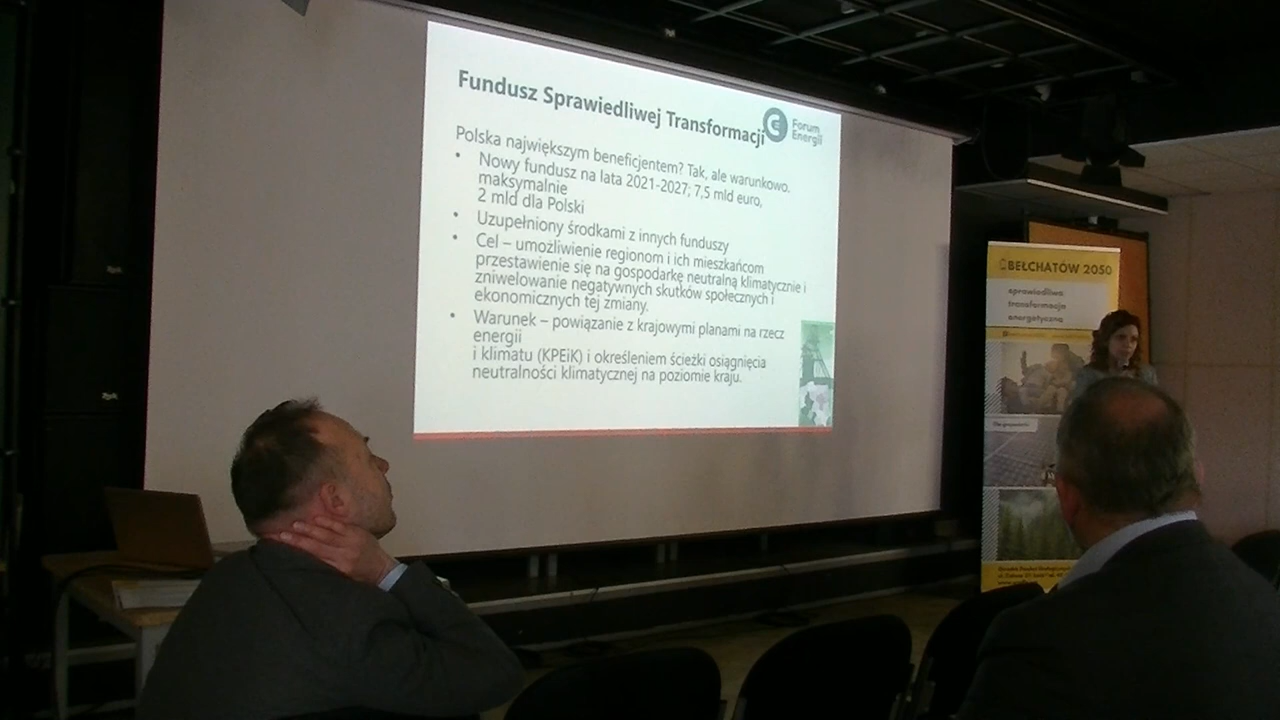 Fundusz Sprawiedliwej Transformacji
Forum
Energii
Polska największym beneficjentem? Tak, ale warunkowo.
• Nowy fundusz na lata 2021-2027; 7,5 mld euro,
maksymalnie
2 mld dla Polski
• Uzupełniony środkami z innych funduszy
• Cel – umożliwienie regionom i ich mieszkańcom
przestawienie się na gospodarkę neutralną klimatycznie i
zniwelowanie negatywnych skutków społecznych i
ekonomicznych tej zmiany.
• Warunek – powiązanie z krajowymi planami na rzecz
energii
i klimatu (KPEiK) i określeniem ścieżki osiągnięcia
neutralności klimatycznej na poziomie kraju.
BEŁCHATÓW 2050
sprawiedliwa
transformacja
energetyczna